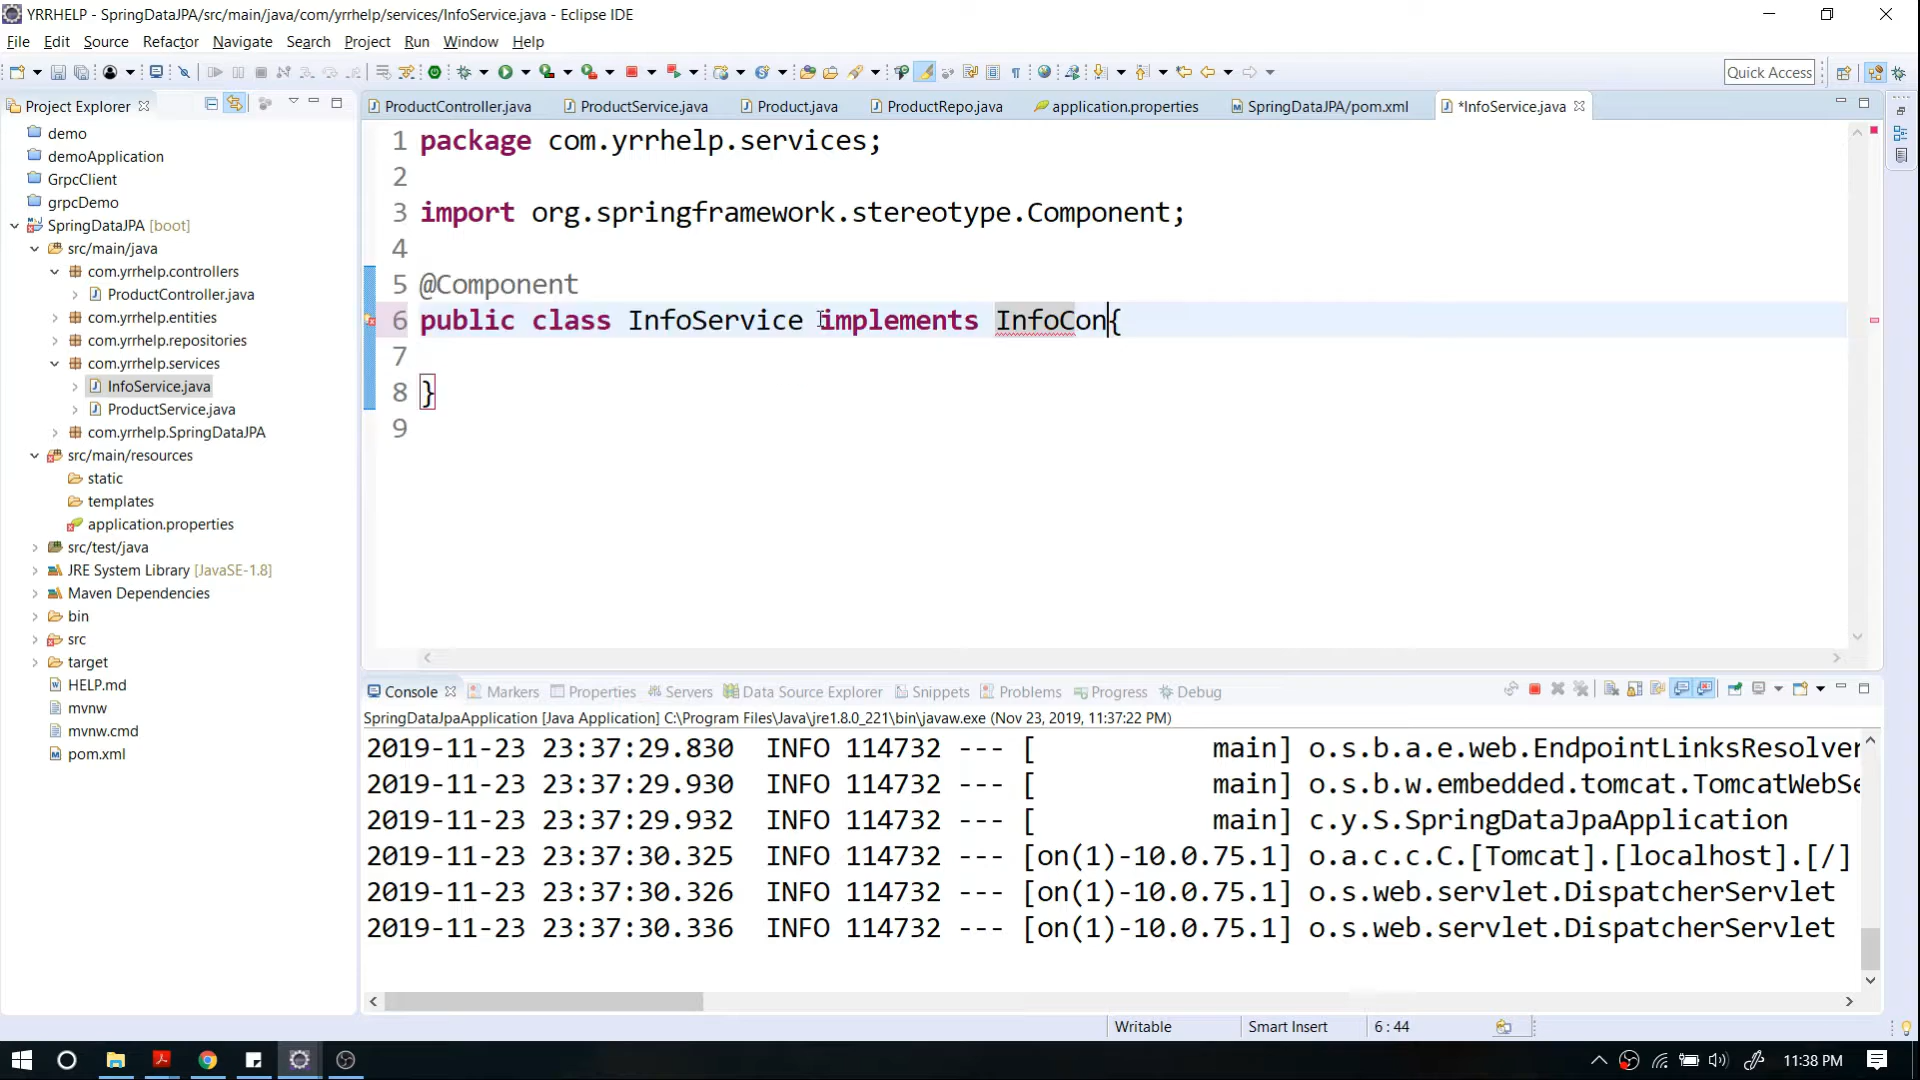 YRRHELP - SpringDataJPA/src/main/java/com/yrrhelp/services/InfoService.java - Eclipse IDE
File Edit Source Refactor Navigate Search Project Run Window Help
Quick Access
Project Explorer
ProductController.java ProductService.java Product.java ProductRepo.java application.properties SpringDataJPA/pom.xml *InfoService.java
demo
demoApplication
GrpcClient
grpcDemo
SpringDataJPA [boot]
src/main/java
com.yrrhelp.controllers
ProductController.java
com.yrrhelp.entities
com.yrrhelp.repositories
com.yrrhelp.services
InfoService.java
ProductService.java
com.yrrhelp.SpringDataJPA
src/main/resources
static
templates
application.properties
src/test/java
JRE System Library [JavaSE-1.8]
Maven Dependencies
bin
src
target
HELP.md
mvnw
mvnw.cmd
pom.xml
1 package com.yrrhelp.services;
2
3 import org.springframework.stereotype.Component;
4
5 @Component
6 public class InfoService implements InfoCon{
7
8 }
9
Console Markers Properties Servers Data Source Explorer Snippets Problems Progress Debug
SpringDataJpaApplication [Java Application] C:\Program Files\Java\jre1.8.0_221\bin\javaw.exe (Nov 23, 2019, 11:37:22 PM)
2019-11-23 23:37:29.830 INFO 114732 --- [ main] o.s.b.a.e.web.EndpointLinksResolver
2019-11-23 23:37:29.930 INFO 114732 --- [ main] o.s.b.w.embedded.tomcat.TomcatWebSe
2019-11-23 23:37:29.932 INFO 114732 --- [ main] c.y.S.SpringDataJpaApplication
2019-11-23 23:37:30.325 INFO 114732 --- [on(1)-10.0.75.1] o.a.c.c.C.[Tomcat].[localhost].[/]
2019-11-23 23:37:30.326 INFO 114732 --- [on(1)-10.0.75.1] o.s.web.servlet.DispatcherServlet
2019-11-23 23:37:30.336 INFO 114732 --- [on(1)-10.0.75.1] o.s.web.servlet.DispatcherServlet
Writable Smart Insert 6 : 44
11:38 PM